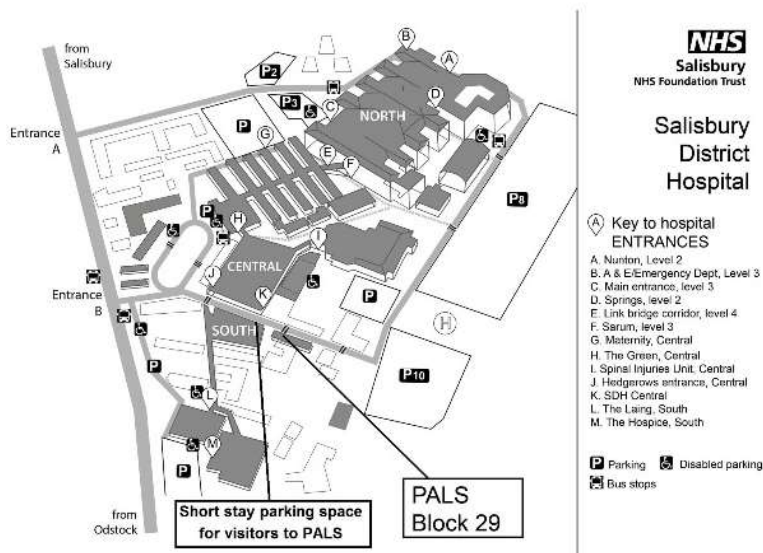 from
Salisbury
Entrance
A
P2
P3
P
B
A
C
D
NORTH
G
E
F
P8
P
H
I
CENTRAL
J
K
P
H
Entrance
B
SOUTH
P10
P
L
M
P
from
Odstock
Short stay parking space
for visitors to PALS
PALS
Block 29
NHS
Salisbury
NHS Foundation Trust
Salisbury
District
Hospital
A Key to hospital
ENTRANCES
A. Nunton, Level 2
B. A & E/Emergency Dept, Level 3
C. Main entrance, level 3
D. Springs, level 2
E. Link bridge corridor, level 4
F. Sarum, level 3
G. Maternity, Central
H. The Green, Central
I. Spinal Injuries Unit, Central
J. Hedgerows entrance, Central
K. SDH Central
L. The Laing, South
M. The Hospice, South
P Parking Disabled parking
Bus stops